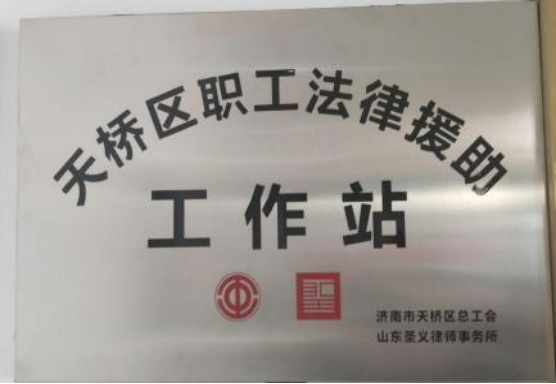 天桥区职工法律援助
工作站
济南市天桥区总工会
山东圣义律师事务所